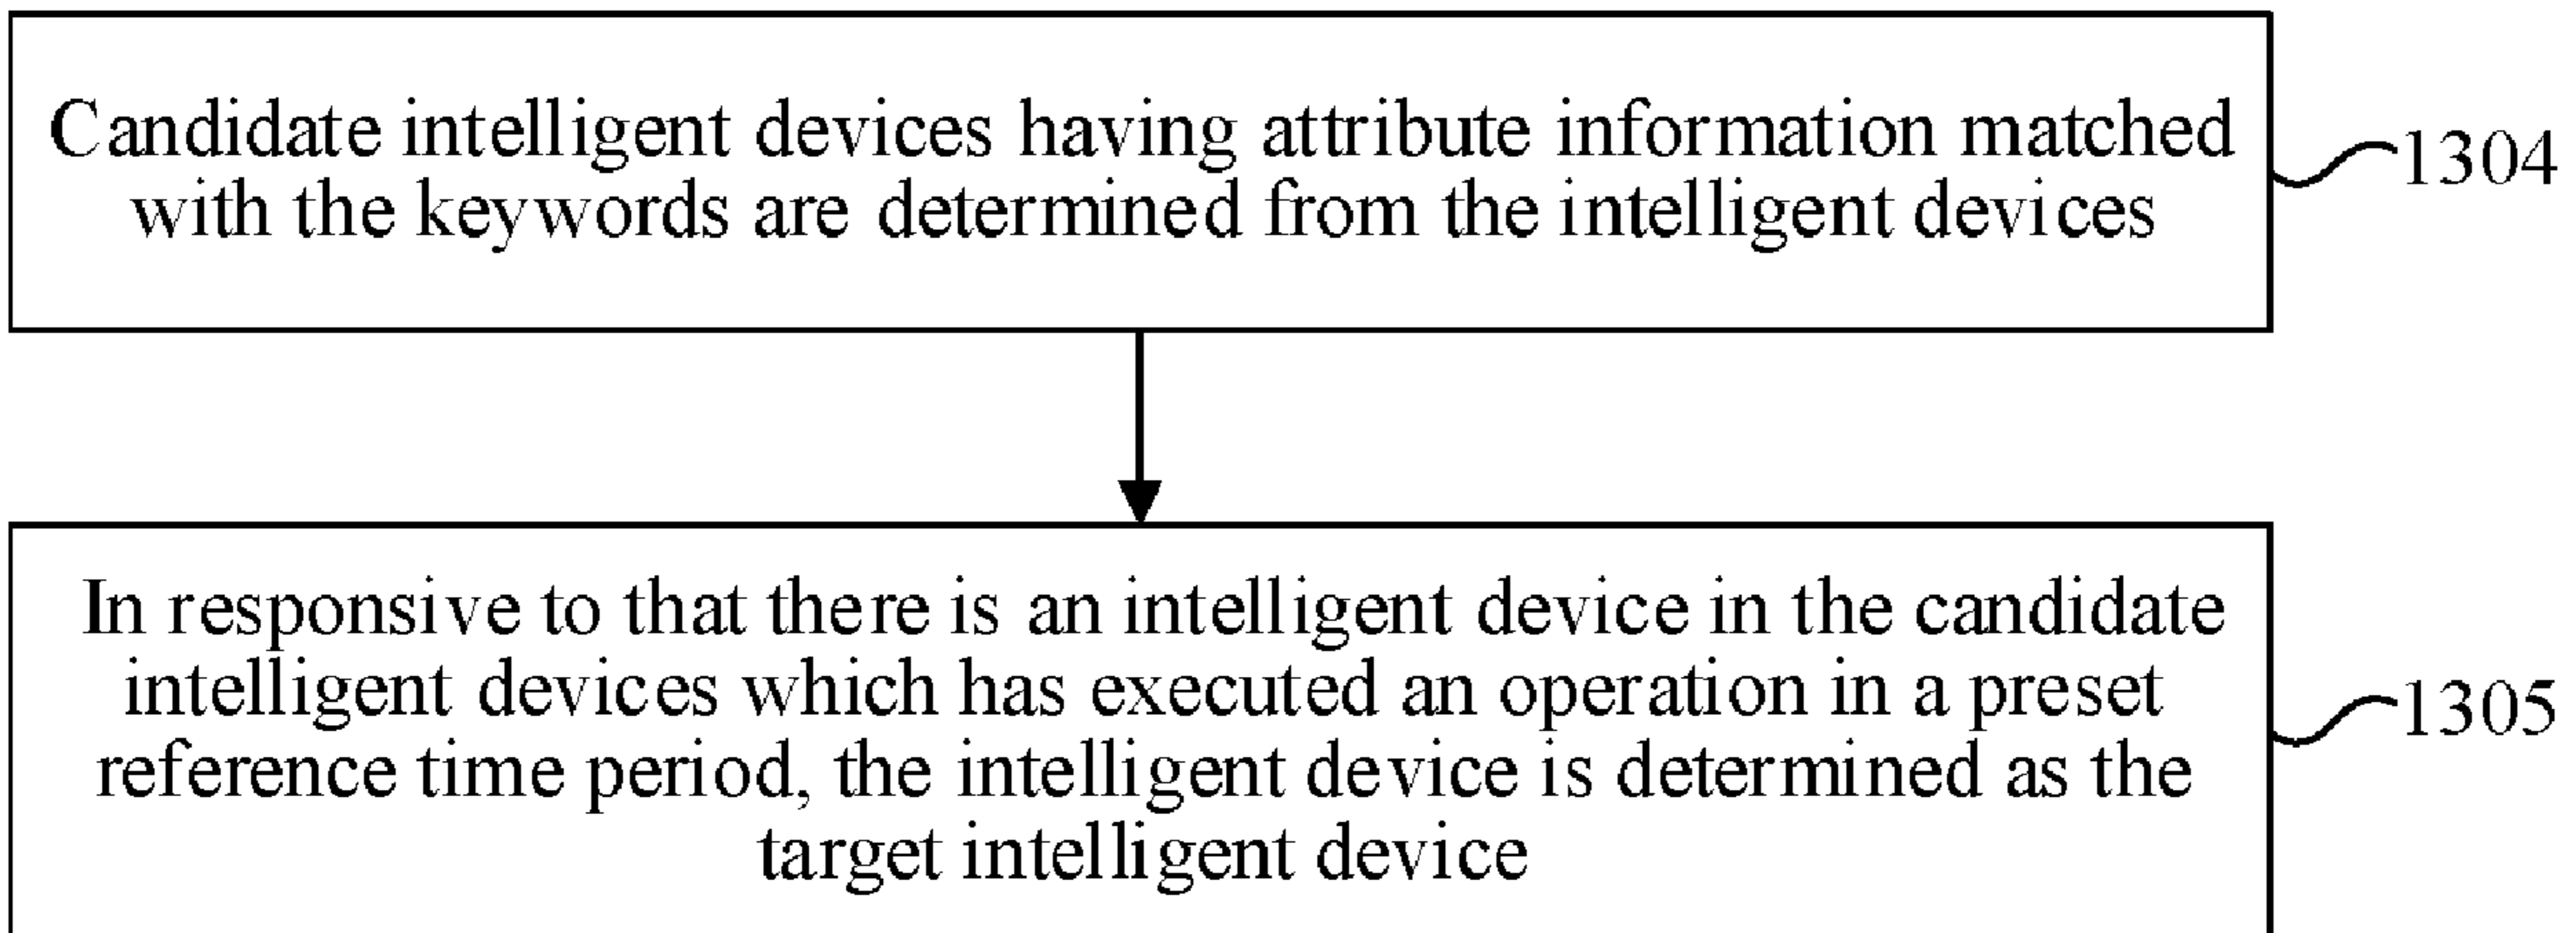 Candidate intelligent devices having attribute information matched
with the keywords are determined from the intelligent devices
1304
In responsive to that there is an intelligent device in the candidate
intelligent devices which has executed an operation in a preset
reference time period, the intelligent device is determined as the
target intelligent device
1305